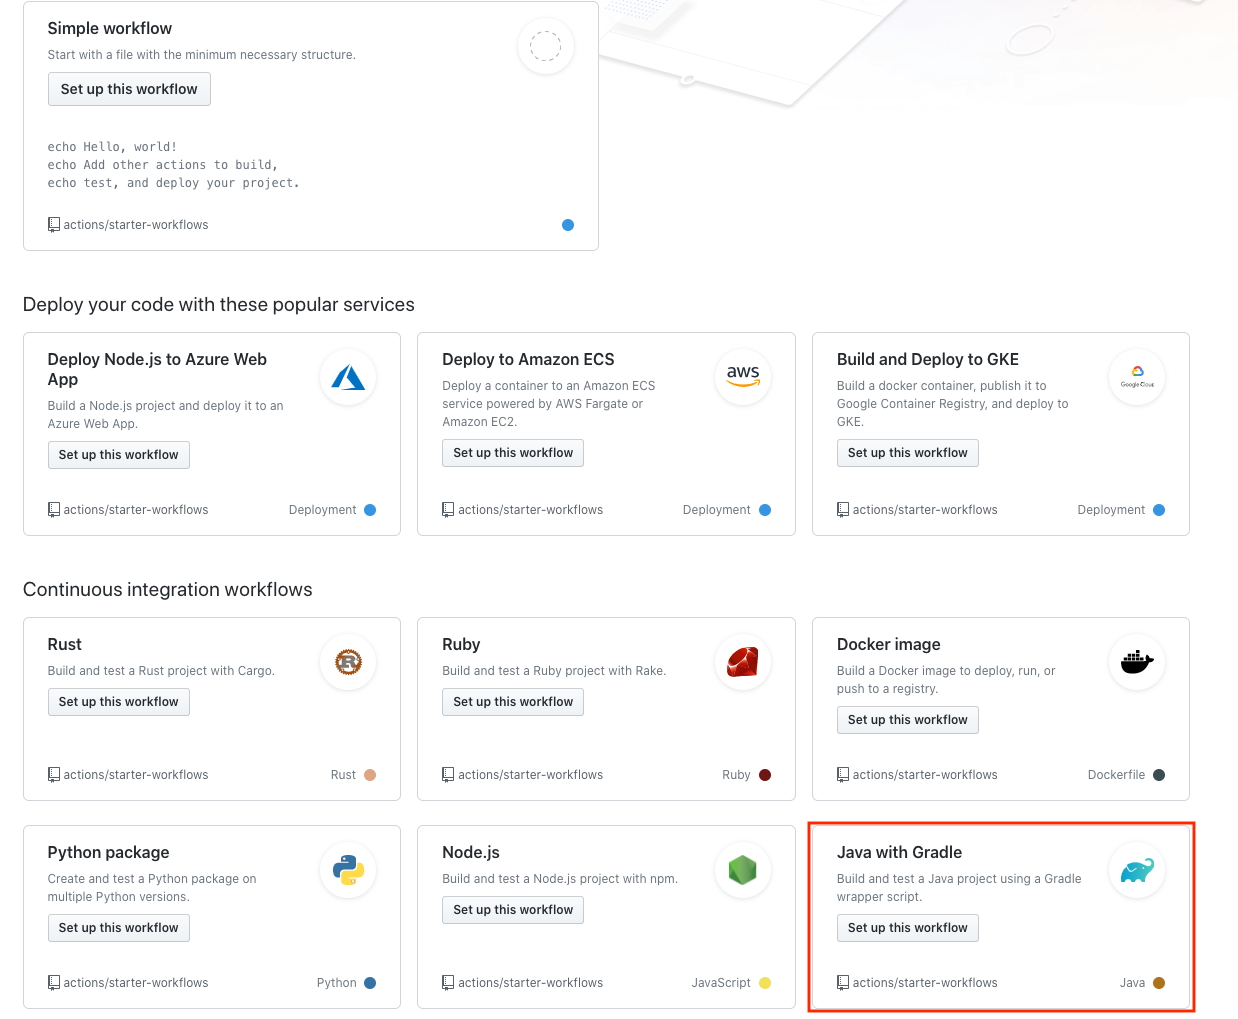 Simple workflow
Start with a file with the minimum necessary structure.
Set up this workflow
echo Hello, world!
echo Add other actions to build,
echo test, and deploy your project.
actions/starter-workflows
Deploy your code with these popular services
Deploy Node.js to Azure Web
App
Build a Node.js project and deploy it to an
Azure Web App.
Set up this workflow
actions/starter-workflows
Deployment
Deploy to Amazon ECS
Deploy a container to an Amazon ECS
service powered by AWS Fargate or
Amazon EC2.
Set up this workflow
aws
actions/starter-workflows
Deployment
Build and Deploy to GKE
Build a docker container, publish it to
Google Container Registry, and deploy to
GKE.
Set up this workflow
Google Cloud
actions/starter-workflows
Deployment
Continuous integration workflows
Rust
Build and test a Rust project with Cargo.
Set up this workflow
R
actions/starter-workflows
Rust
Ruby
Build and test a Ruby project with Rake.
Set up this workflow
actions/starter-workflows
Ruby
Docker image
Build a Docker image to deploy, run, or
push to a registry.
Set up this workflow
actions/starter-workflows
Dockerfile
Python package
Create and test a Python package on
multiple Python versions.
Set up this workflow
actions/starter-workflows
Python
Node.js
Build and test a Node.js project with npm.
Set up this workflow
actions/starter-workflows
JavaScript
Java with Gradle
Build and test a Java project using a Gradle
wrapper script.
Set up this workflow
actions/starter-workflows
Java